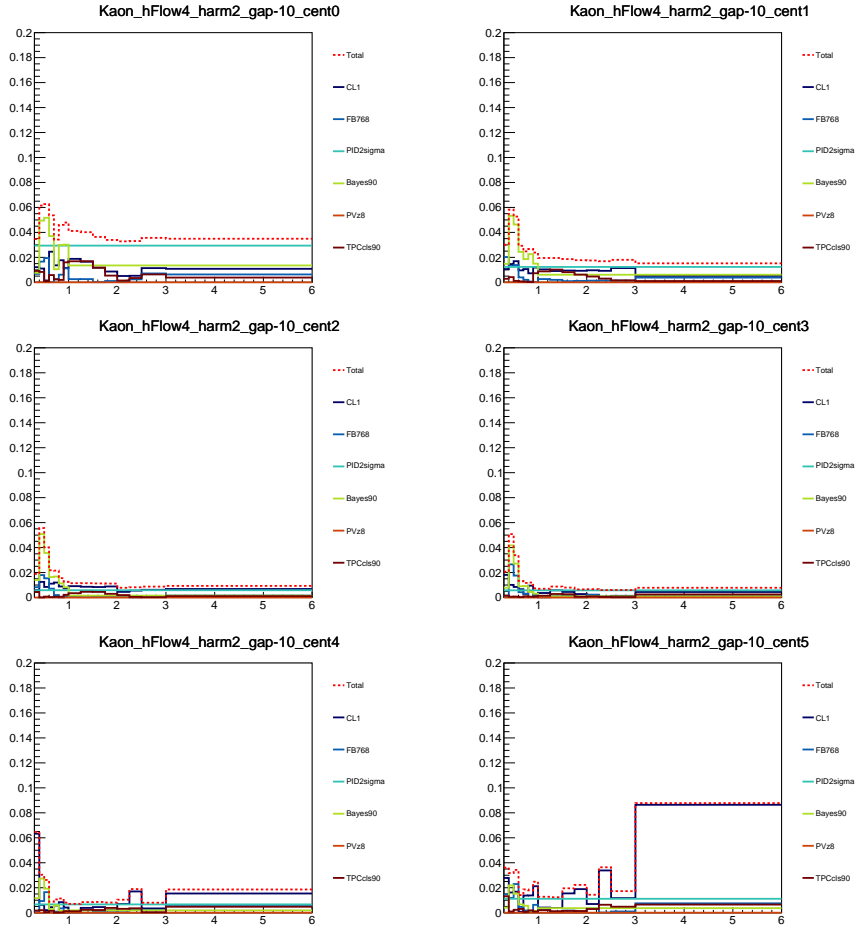 Kaon_hFlow4_harm2_gap-10_cent0
0.2
0.18
0.16
0.14
0.12
0.1
0.08
0.06
0.04
0.02
0
1 2 3 4 5 6
Total
CL1
FB768
PID2sigma
Bayes90
PVz8
TPCcls90
Kaon_hFlow4_harm2_gap-10_cent1
0.2
0.18
0.16
0.14
0.12
0.1
0.08
0.06
0.04
0.02
0
1 2 3 4 5 6
Total
CL1
FB768
PID2sigma
Bayes90
PVz8
TPCcls90
Kaon_hFlow4_harm2_gap-10_cent2
0.2
0.18
0.16
0.14
0.12
0.1
0.08
0.06
0.04
0.02
0
1 2 3 4 5 6
Total
CL1
FB768
PID2sigma
Bayes90
PVz8
TPCcls90
Kaon_hFlow4_harm2_gap-10_cent3
0.2
0.18
0.16
0.14
0.12
0.1
0.08
0.06
0.04
0.02
0
1 2 3 4 5 6
Total
CL1
FB768
PID2sigma
Bayes90
PVz8
TPCcls90
Kaon_hFlow4_harm2_gap-10_cent4
0.2
0.18
0.16
0.14
0.12
0.1
0.08
0.06
0.04
0.02
0
1 2 3 4 5 6
Total
CL1
FB768
PID2sigma
Bayes90
PVz8
TPCcls90
Kaon_hFlow4_harm2_gap-10_cent5
0.2
0.18
0.16
0.14
0.12
0.1
0.08
0.06
0.04
0.02
0
1 2 3 4 5 6
Total
CL1
FB768
PID2sigma
Bayes90
PVz8
TPCcls90